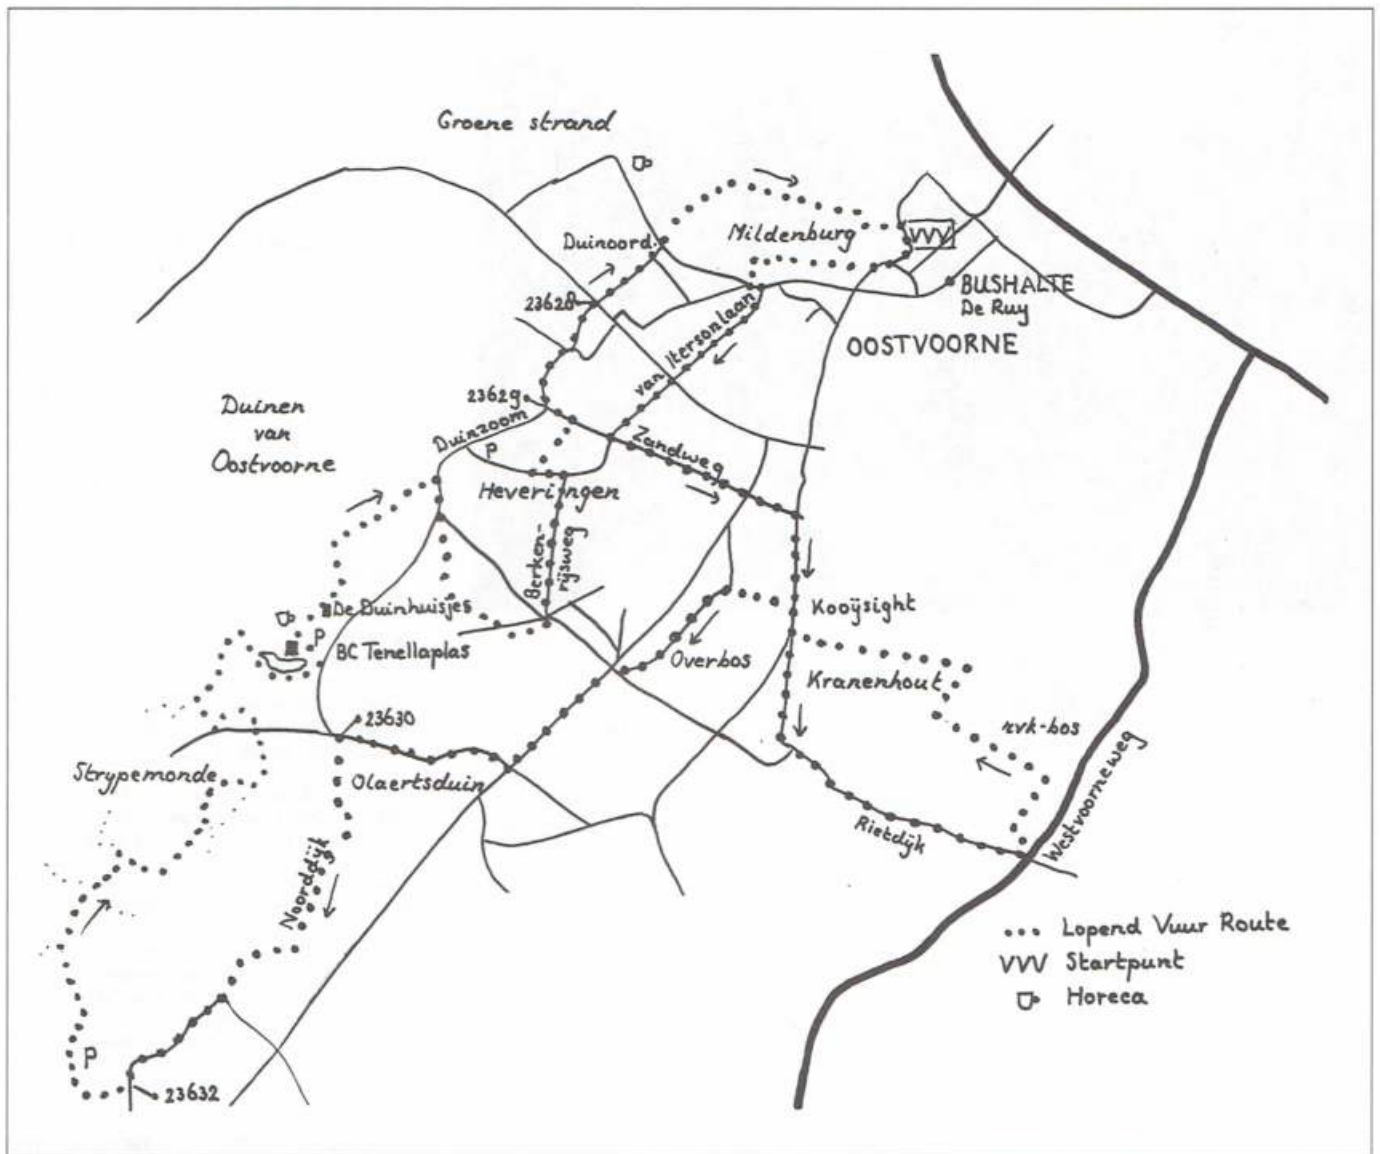 Groene strand
Duinoord.
Mildenburg
VVV
23628
BUSHALTE
De Ruy
van Itersonlaan
OOSTVOORNE
23629
Duinen
van
Oostvoorne
Duinzoom
P
Zandweg
Heveringen
Berken-
rijsweg
De Duinhuisjes
P
BC Tenellaplas
Kooÿsight
Overbos
Kranenhout
23630
rvk-bos
Strypemonde
Olaertsduin
Westvoorneweg
Rietdÿk
Noorddÿk
P
23632
Lopend Vuur Route
VVV Startpunt
Horeca